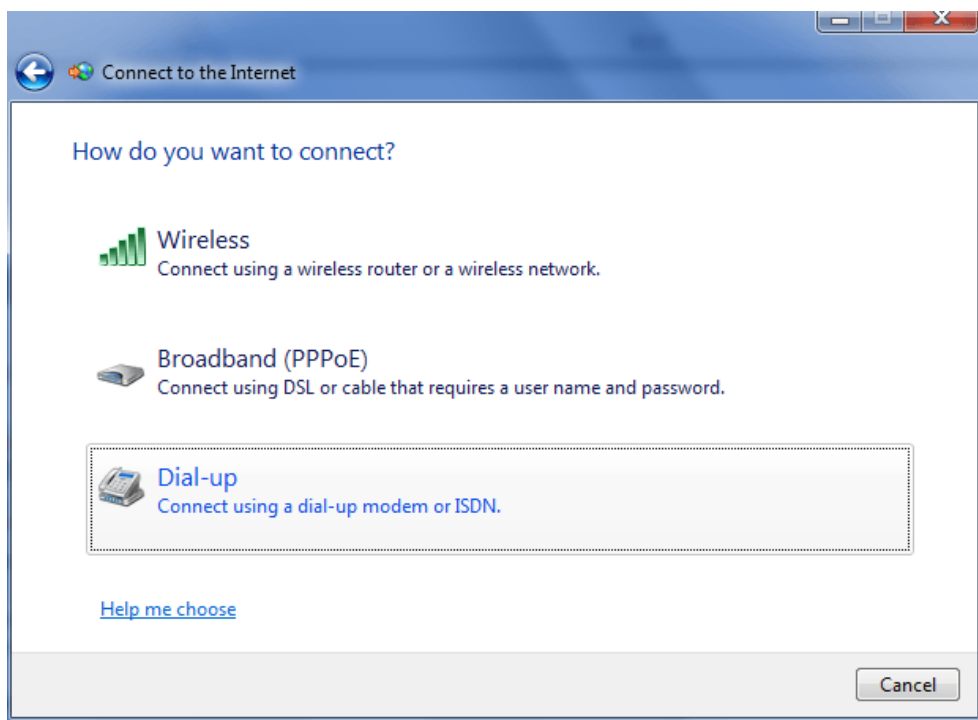 Connect to the Internet
How do you want to connect?
Wireless
Connect using a wireless router or a wireless network.
Broadband (PPPoE)
Connect using DSL or cable that requires a user name and password.
Dial-up
Connect using a dial-up modem or ISDN.
Help me choose
Cancel